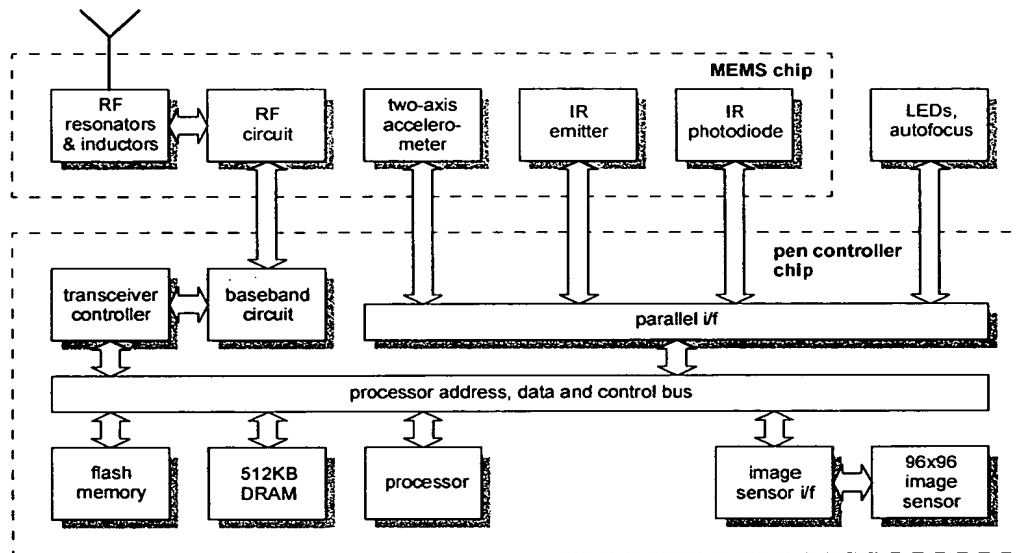 MEMS chip
RF
resonators
& inductors
RF
circuit
two-axis
accelero-
meter
IR
emitter
IR
photodiode
LEDs,
autofocus
pen controller
chip
transceiver
controller
baseband
circuit
parallel i/f
processor address, data and control bus
flash
memory
512KB
DRAM
processor
image
sensor i/f
96x96
image
sensor